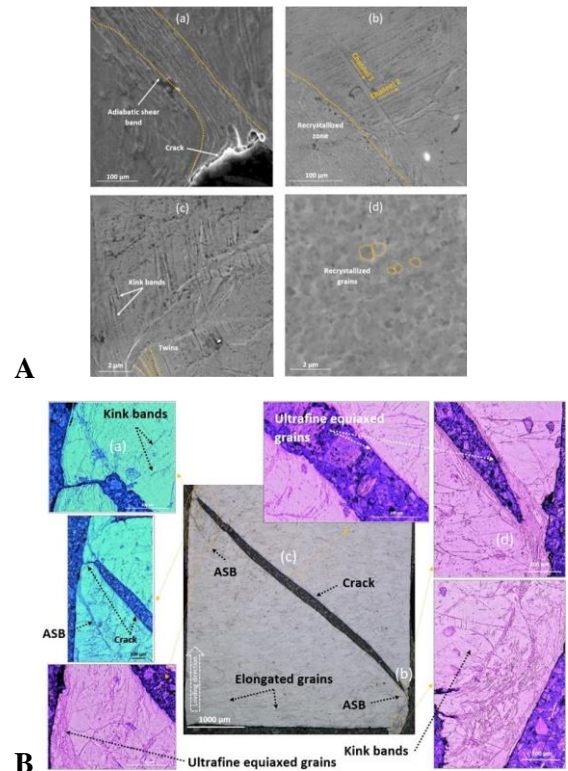 (a)
Adiabatic shear
band
Crack
100 µm
(b)
Channel 1
Channel 2
Recrystallized
zone
100 µm
(c)
Kink bands
Twins
2 µm
(d)
Recrystallized
grains
2 µm
A
Kink bands
(a)
Ultrafine equiaxed
grains
(d)
ASB
Crack
(c)
ASB
Crack
Loading direction
Elongated grains
(b)
ASB
1000 µm
Kink bands
Ultrafine equiaxed grains
B